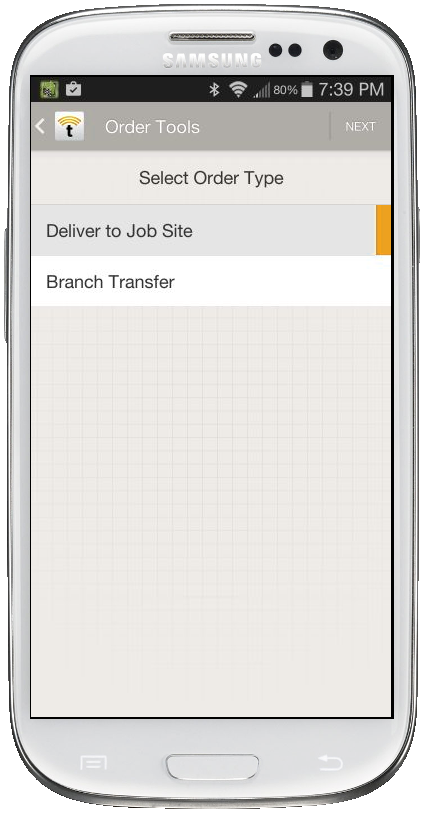 SAMSUNG
80% 7:39 PM
t Order Tools NEXT
Select Order Type
Deliver to Job Site
Branch Transfer